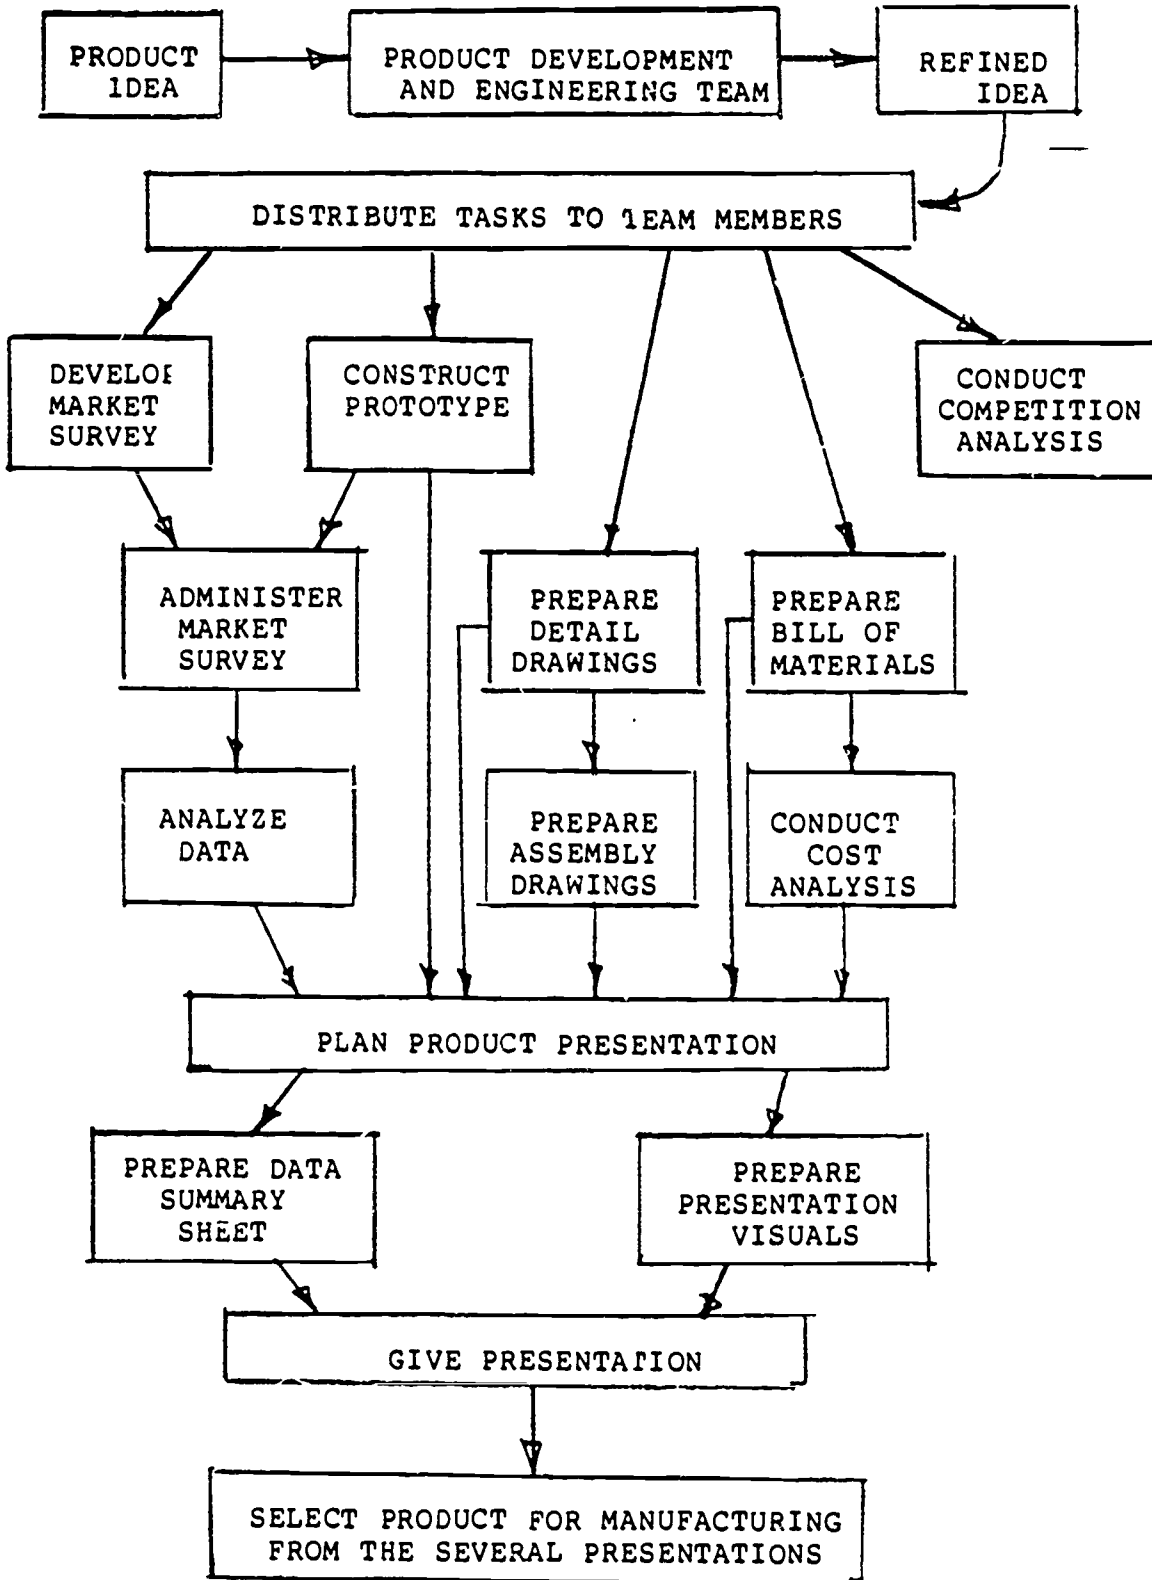 PRODUCT
IDEA
PRODUCT DEVELOPMENT
AND ENGINEERING TEAM
REFINED
IDEA
DISTRIBUTE TASKS TO TEAM MEMBERS
DEVELOP
MARKET
SURVEY
CONSTRUCT
PROTOTYPE
CONDUCT
COMPETITION
ANALYSIS
ADMINISTER
MARKET
SURVEY
PREPARE
DETAIL
DRAWINGS
PREPARE
BILL OF
MATERIALS
ANALYZE
DATA
PREPARE
ASSEMBLY
DRAWINGS
CONDUCT
COST
ANALYSIS
PLAN PRODUCT PRESENTATION
PREPARE DATA
SUMMARY
SHEET
PREPARE
PRESENTATION
VISUALS
GIVE PRESENTATION
SELECT PRODUCT FOR MANUFACTURING
FROM THE SEVERAL PRESENTATIONS